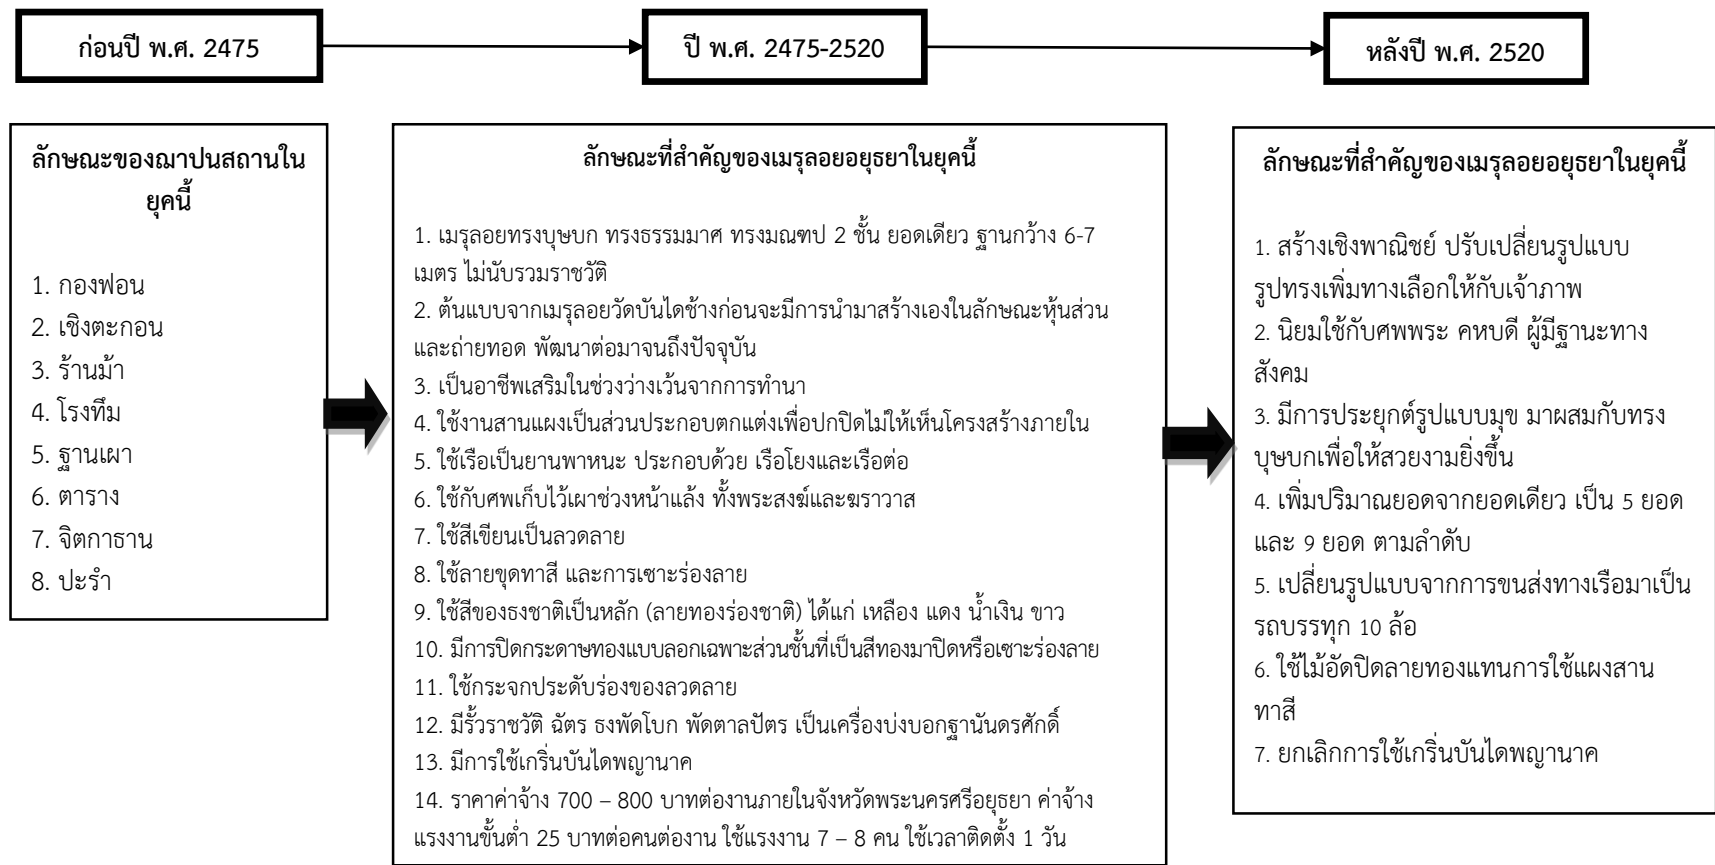 ก่อนปี พ.ศ. 2475
ปี พ.ศ. 2475-2520
หลังปี พ.ศ. 2520
ลักษณะของฌาปนสถานใน
ยุคนี้
1. กองฟอน
2. เชิงตะกอน
3. ร้านม้า
4. โรงทึม
5. ฐานเผา
6. ตาราง
7. จิตกาธาน
8. ปะรำ
ลักษณะที่สำคัญของเมรุลอยอยุธยาในยุคนี้
1. เมรุลอยทรงบุษบก ทรงธรรมมาศ ทรงมณฑป 2 ชั้น ยอดเดียว ฐานกว้าง 6-7
เมตร ไม่นับรวมราชวัติ
2. ต้นแบบจากเมรุลอยวัดบันไดช้างก่อนจะมีการนำมาสร้างเองในลักษณะหุ้นส่วน
และถ่ายทอด พัฒนาต่อมาจนถึงปัจจุบัน
3. เป็นอาชีพเสริมในช่วงว่างเว้นจากการทำนา
4. ใช้งานสานแผงเป็นส่วนประกอบตกแต่งเพื่อปกปิดไม่ให้เห็นโครงสร้างภายใน
5. ใช้เรือเป็นยานพาหนะ ประกอบด้วย เรือโยงและเรือต่อ
6. ใช้กับศพเก็บไว้เผาช่วงหน้าแล้ง ทั้งพระสงฆ์และฆราวาส
7. ใช้สีเขียนเป็นลวดลาย
8. ใช้ลายขุดทาสี และการเซาะร่องลาย
9. ใช้สีของธงชาติเป็นหลัก (ลายทองร่องชาติ) ได้แก่ เหลือง แดง น้ำเงิน ขาว
10. มีการปิดกระดาษทองแบบลอกเฉพาะส่วนชั้นที่เป็นสีทองมาปิดหรือเซาะร่องลาย
11. ใช้กระจกประดับร่องของลวดลาย
12. มีรั้วราชวัติ ฉัตร ธงพัดโบก พัดตาลปัตร เป็นเครื่องบ่งบอกฐานันดรศักดิ์
13. มีการใช้เกริ่นบันไดพญานาค
14. ราคาค่าจ้าง 700 – 800 บาทต่องานภายในจังหวัดพระนครศรีอยุธยา ค่าจ้าง
แรงงานขั้นต่ำ 25 บาทต่อคนต่องาน ใช้แรงงาน 7 – 8 คน ใช้เวลาติดตั้ง 1 วัน
ลักษณะที่สำคัญของเมรุลอยอยุธยาในยุคนี้
1. สร้างเชิงพาณิชย์ ปรับเปลี่ยนรูปแบบ
รูปทรงเพิ่มทางเลือกให้กับเจ้าภาพ
2. นิยมใช้กับศพพระ คหบดี ผู้มีฐานะทาง
สังคม
3. มีการประยุกต์รูปแบบมุข มาผสมกับทรง
บุษบกเพื่อให้สวยงามยิ่งขึ้น
4. เพิ่มปริมาณยอดจากยอดเดียว เป็น 5 ยอด
และ 9 ยอด ตามลำดับ
5. เปลี่ยนรูปแบบจากการขนส่งทางเรือมาเป็น
รถบรรทุก 10 ล้อ
6. ใช้ไม้อัดปิดลายทองแทนการใช้แผงสาน
ทาสี
7. ยกเลิกการใช้เกริ่นบันไดพญานาค